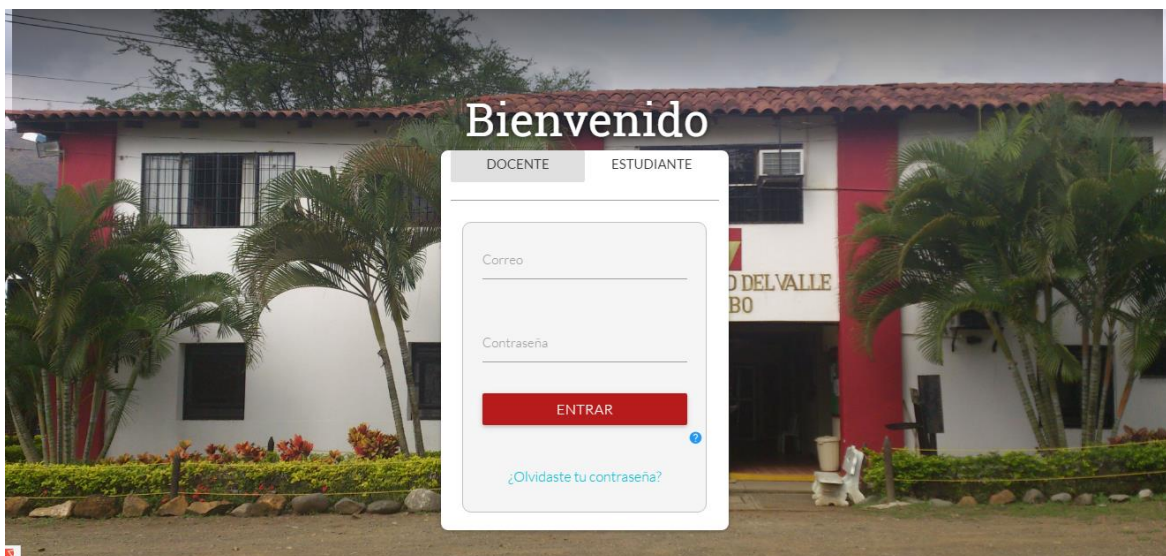 Bienvenido
DOCENTE ESTUDIANTE
Correo
DEL VALLE
BO
Contraseña
ENTRAR
?
¿Olvidaste tu contraseña?